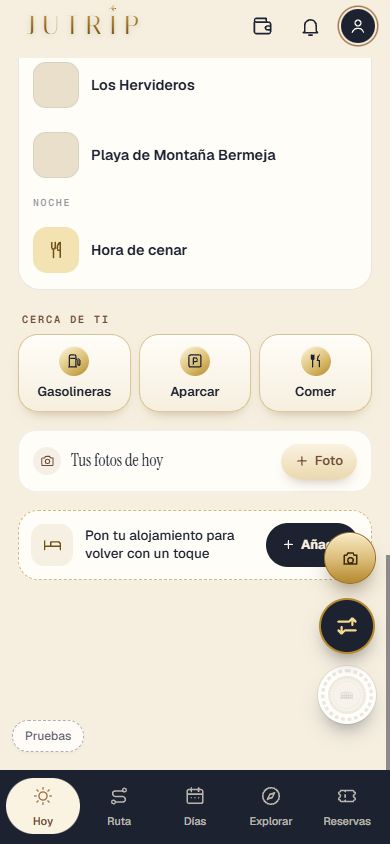 JUTRIP
Los Hervideros
Playa de Montaña Bermeja
NOCHE
Hora de cenar
CERCA DE TI
Gasolineras
Aparcar
Comer
Tus fotos de hoy
+ Foto
Pon tu alojamiento para
volver con un toque
Pruebas
Hoy
Ruta
Días
Explorar
Reservas